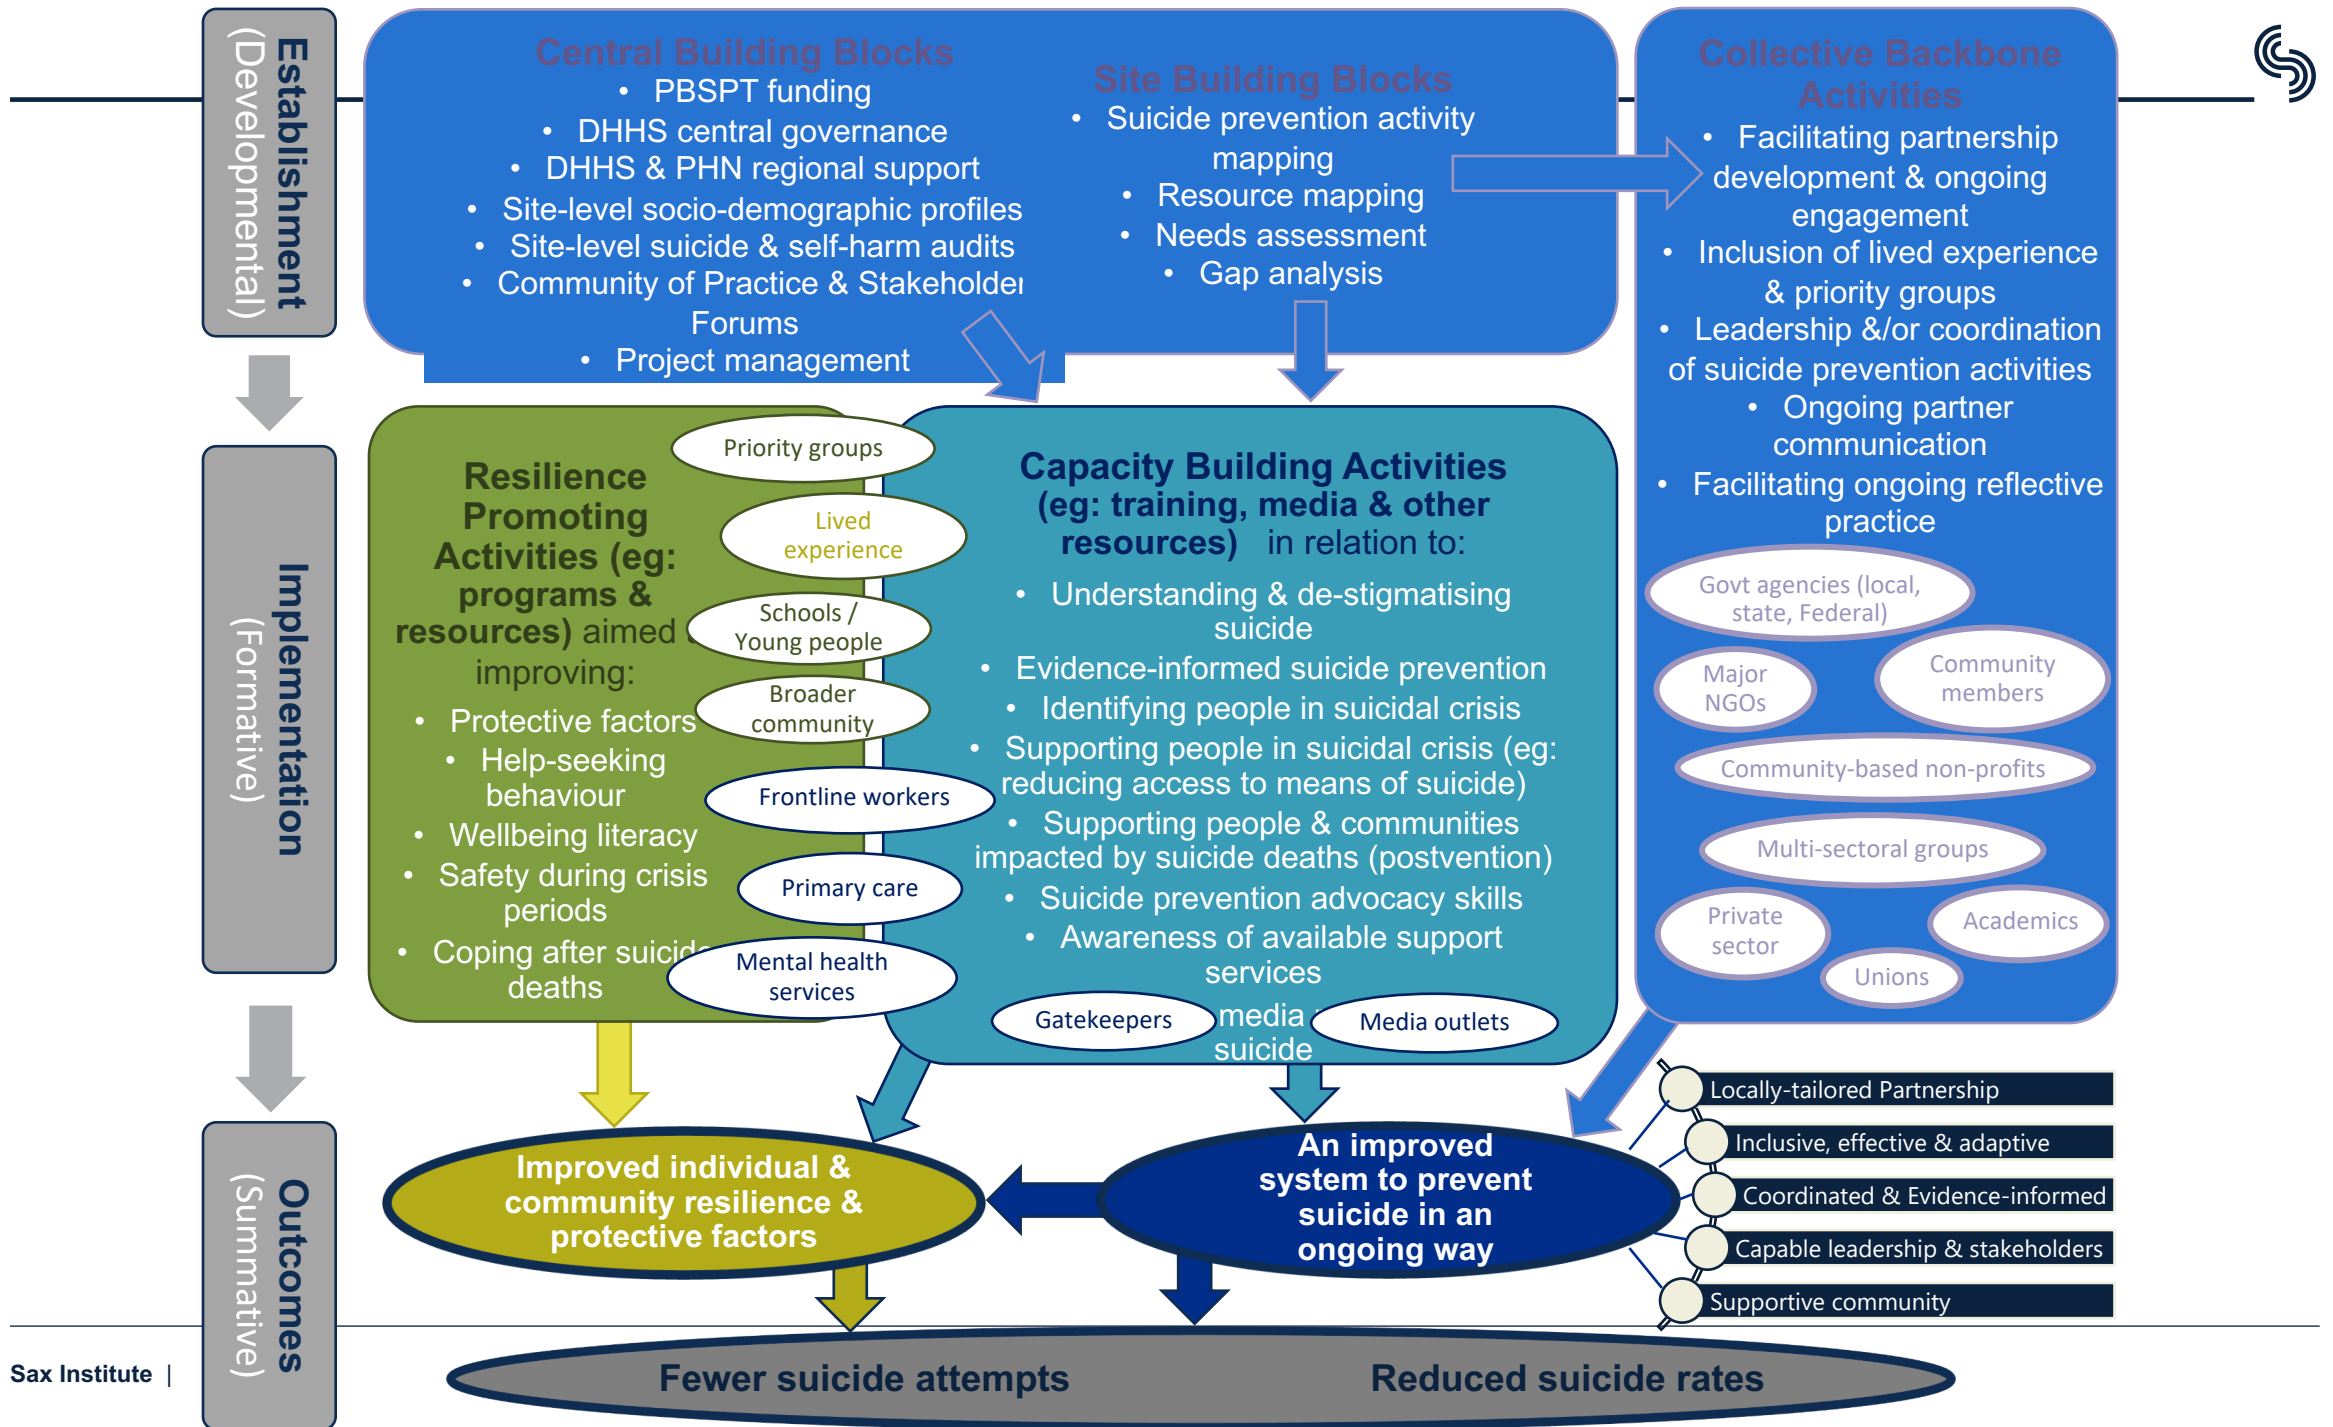 Establishment
(Developmental)
Central Building Blocks
• PBSPT funding
• DHHS central governance
• DHHS & PHN regional support
• Site-level socio-demographic profiles
• Site-level suicide & self-harm audits
• Community of Practice & Stakeholder
Forums
• Project management
Site Building Blocks
• Suicide prevention activity
mapping
• Resource mapping
• Needs assessment
• Gap analysis
Collective Backbone
Activities
• Facilitating partnership
development & ongoing
engagement
• Inclusion of lived experience
& priority groups
• Leadership &/or coordination
of suicide prevention activities
• Ongoing partner
communication
• Facilitating ongoing reflective
practice
Govt agencies (local,
state, Federal)
Major
NGOs
Community
members
Community-based non-profits
Multi-sectoral groups
Private
sector
Academics
Unions
Implementation
(Formative)
Resilience
Promoting
Activities (eg:
programs &
resources) aimed
improving:
• Protective factors
• Help-seeking
behaviour
• Wellbeing literacy
• Safety during crisis
periods
• Coping after suicide
deaths
Priority groups
Lived
experience
Schools /
Young people
Broader
community
Frontline workers
Primary care
Mental health
services
Capacity Building Activities
(eg: training, media & other
resources) in relation to:
• Understanding & de-stigmatising
suicide
• Evidence-informed suicide prevention
• Identifying people in suicidal crisis
• Supporting people in suicidal crisis (eg:
reducing access to means of suicide)
• Supporting people & communities
impacted by suicide deaths (postvention)
• Suicide prevention advocacy skills
• Awareness of available support
services
media
suicide
Gatekeepers
Media outlets
Outcomes
(Summative)
Improved individual &
community resilience &
protective factors
An improved
system to prevent
suicide in an
ongoing way
Locally-tailored Partnership
Inclusive, effective & adaptive
Coordinated & Evidence-informed
Capable leadership & stakeholders
Supportive community
Fewer suicide attempts
Reduced suicide rates
Sax Institute |